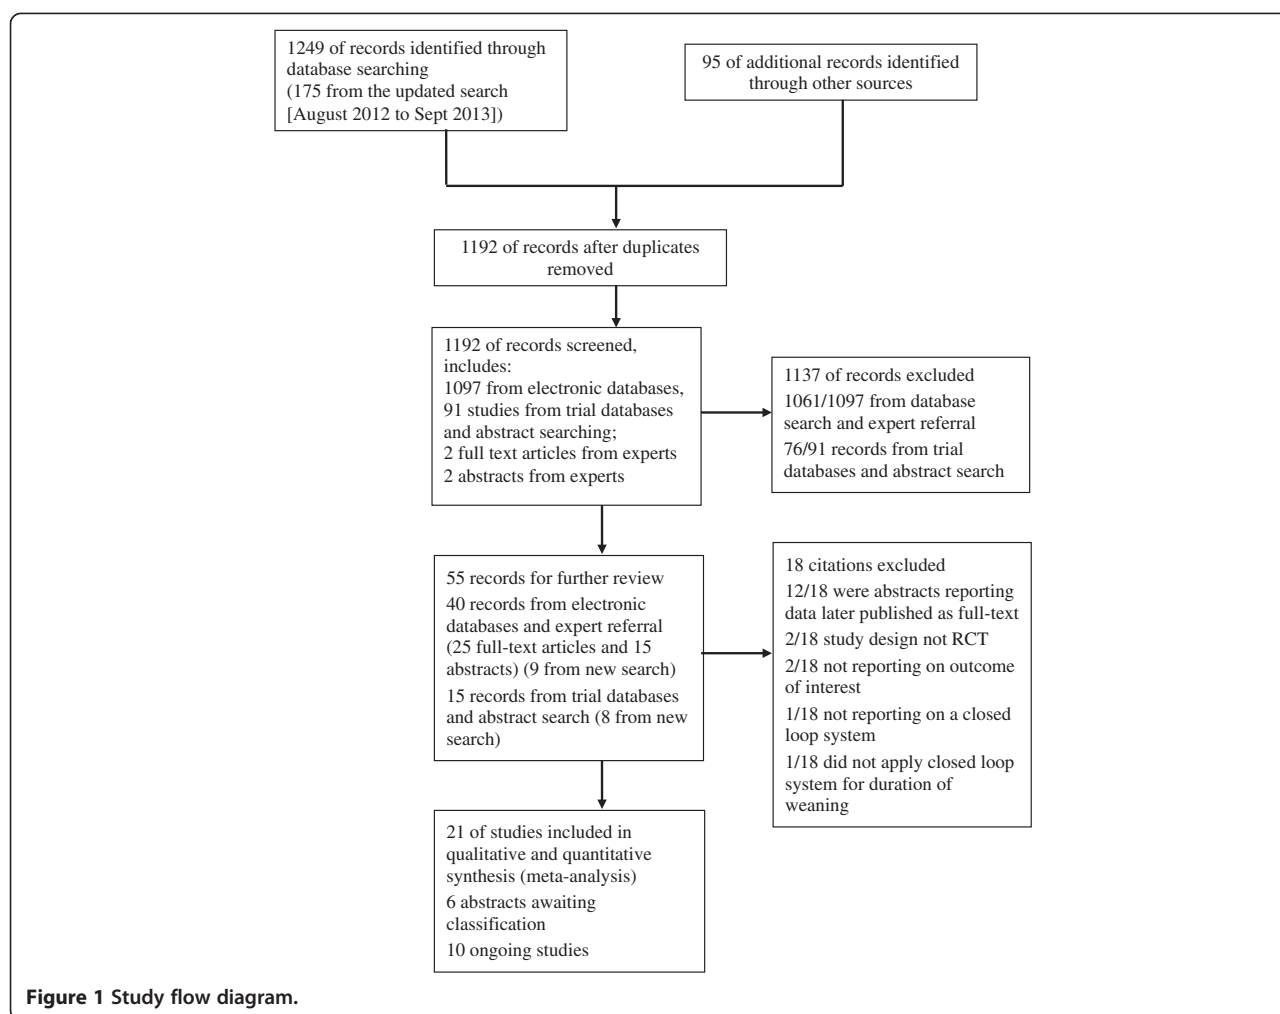 1249 of records identified through
database searching
(175 from the updated search
[August 2012 to Sept 2013])
95 of additional records identified
through other sources
1192 of records after duplicates
removed
1192 of records screened,
includes:
1097 from electronic databases,
91 studies from trial databases
and abstract searching;
2 full text articles from experts
2 abstracts from experts
1137 of records excluded
1061/1097 from database
search and expert referral
76/91 records from trial
databases and abstract search
55 records for further review
40 records from electronic
databases and expert referral
(25 full-text articles and 15
abstracts) (9 from new search)
15 records from trial databases
and abstract search (8 from new
search)
18 citations excluded
12/18 were abstracts reporting
data later published as full-text
2/18 study design not RCT
2/18 not reporting on outcome
of interest
1/18 not reporting on a closed
loop system
1/18 did not apply closed loop
system for duration of
weaning
21 of studies included in
qualitative and quantitative
synthesis (meta-analysis)
6 abstracts awaiting
classification
10 ongoing studies
Figure 1 Study flow diagram.